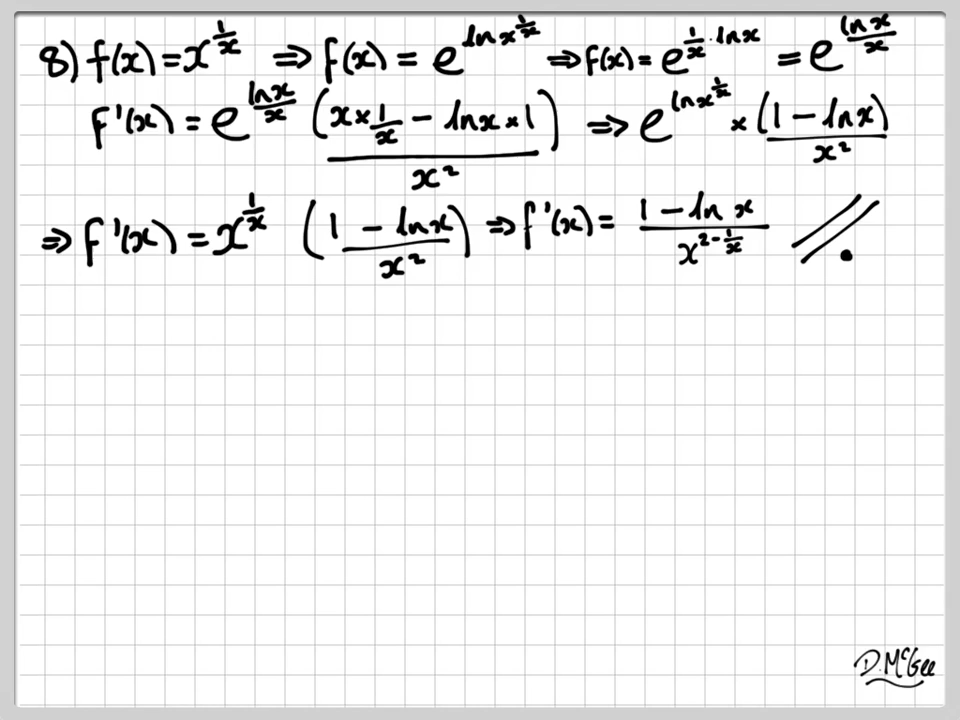 8) f(x) = x^(1/x) ⇒ f(x) = e^(ln x^(1/x)) ⇒ f(x) = e^(1/x · ln x) = e^(ln x / x)
f'(x) = e^(ln x / x) (x × 1/x − ln x × 1) / x² ⇒ e^(ln x^(1/x)) × (1 − ln x) / x²
⇒ f'(x) = x^(1/x) (1 − ln x / x²) ⇒ f'(x) = (1 − ln x) / x^(2 − 1/x) //.
D.McGee